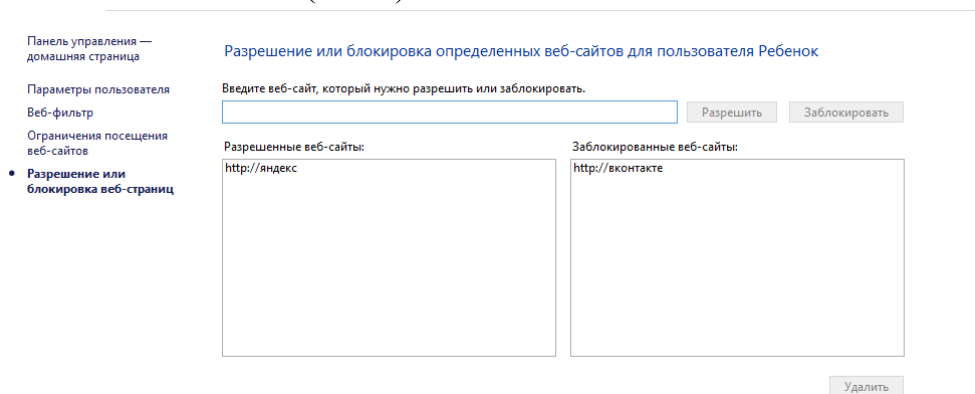 Панель управления —
домашняя страница
Параметры пользователя
Веб-фильтр
Ограничения посещения
веб-сайтов
Разрешение или
блокировка веб-страниц
Разрешение или блокировка определенных веб-сайтов для пользователя Ребенок
Введите веб-сайт, который нужно разрешить или заблокировать.
Разрешить
Заблокировать
Разрешенные веб-сайты:
http://яндекс
Заблокированные веб-сайты:
http://вконтакте
Удалить